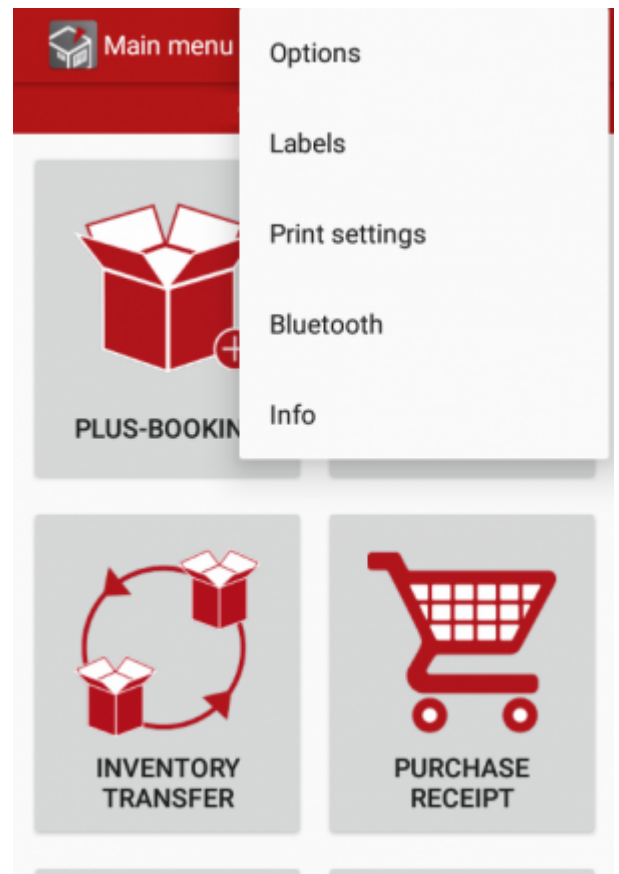 Main menu
Options
Labels
Print settings
Bluetooth
Info
PLUS-BOOKIN
INVENTORY
TRANSFER
PURCHASE
RECEIPT